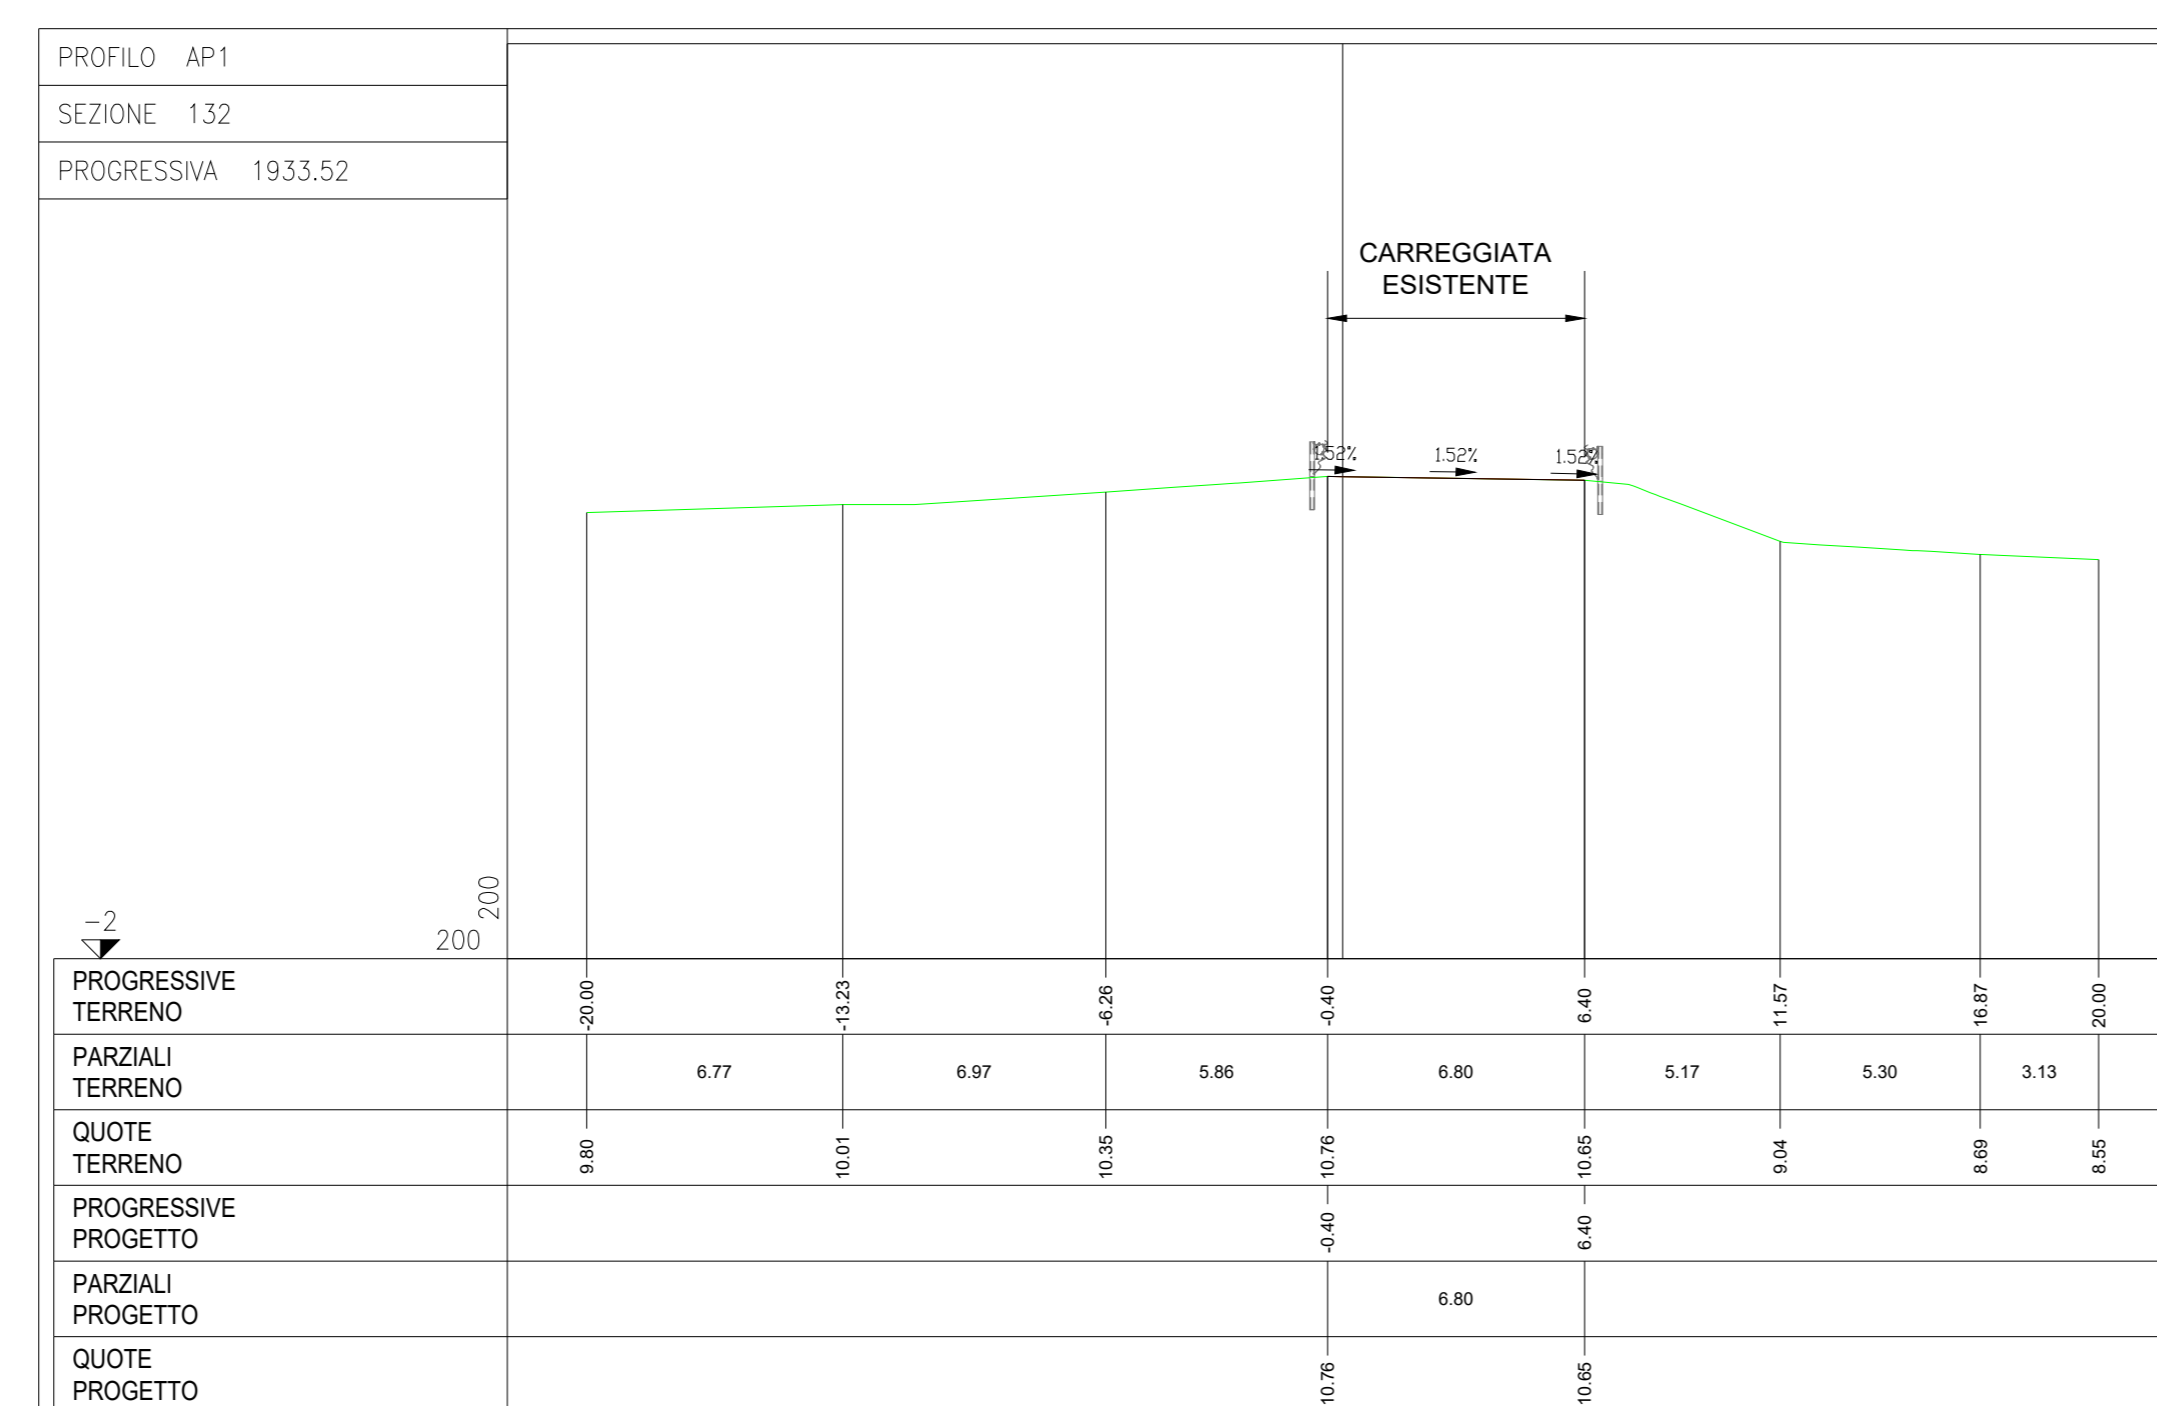 PROFILO AP1
SEZIONE 132
PROGRESSIVA 1933.52
CARREGGIATA
ESISTENTE
1.52% 1.52% 1.52%
200
-2
200
PROGRESSIVE
TERRENO
-20.00 -13.23 -6.26 -0.40 6.40 11.57 16.87 20.00
PARZIALI
TERRENO
6.77 6.97 5.86 6.80 5.17 5.30 3.13
QUOTE
TERRENO
9.80 10.01 10.35 10.76 10.65 9.04 8.69 8.55
PROGRESSIVE
PROGETTO
-0.40 6.40
PARZIALI
PROGETTO
6.80
QUOTE
PROGETTO
10.76 10.65